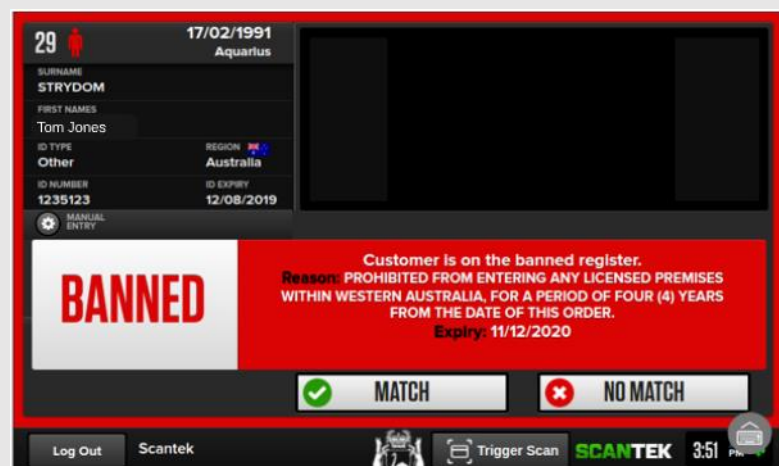 29
17/02/1991
Aquarius
SURNAME
STRYDOM
FIRST NAMES
Tom Jones
ID TYPE
REGION
Other
Australia
ID NUMBER
ID EXPIRY
1235123
12/08/2019
MANUAL
ENTRY
BANNED
Customer is on the banned register.
Reason: PROHIBITED FROM ENTERING ANY LICENSED PREMISES
WITHIN WESTERN AUSTRALIA, FOR A PERIOD OF FOUR (4) YEARS
FROM THE DATE OF THIS ORDER.
Expiry: 11/12/2020
MATCH
NO MATCH
Log Out
Scantek
Trigger Scan
SCANTEK
3:51 PM